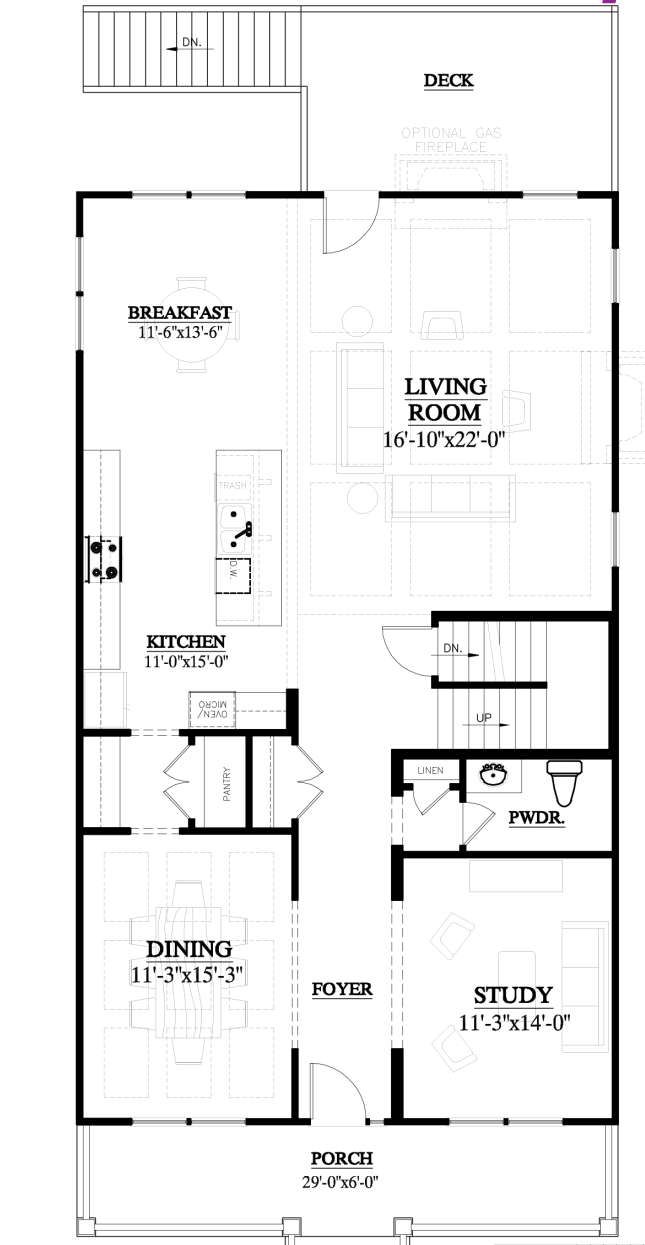 DN.
DECK
OPTIONAL GAS
FIREPLACE
BREAKFAST
11'-6"x13'-6"
LIVING
ROOM
16'-10"x22'-0"
TRASH
D.W.
KITCHEN
11'-0"x15'-0"
DN.
OVEN/
MICRO
UP
PANTRY
LINEN
PWDR.
DINING
11'-3"x15'-3"
FOYER
STUDY
11'-3"x14'-0"
PORCH
29'-0"x6'-0"